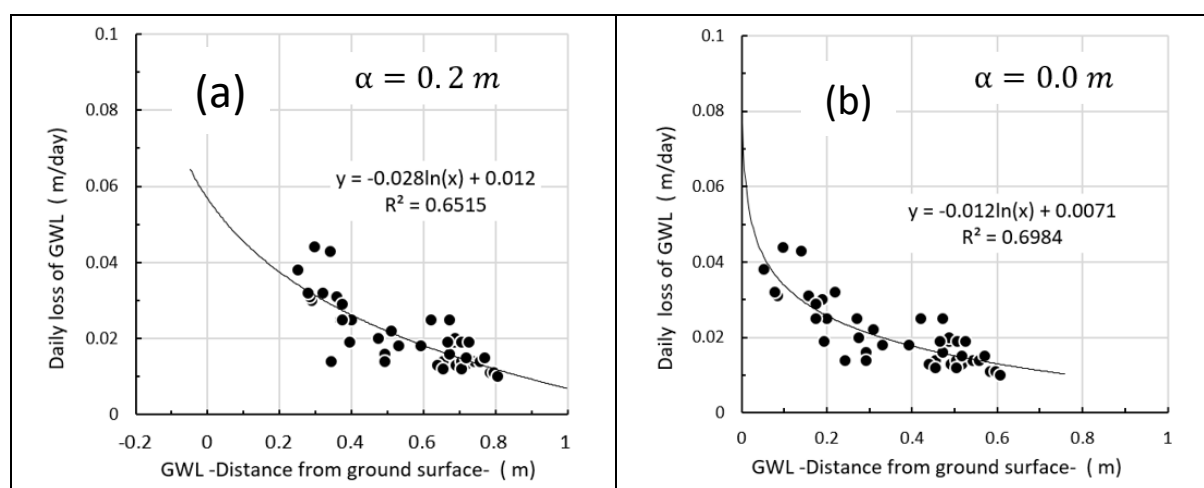 (a)
α = 0.2 m
y = -0.028ln(x) + 0.012
R² = 0.6515
Daily loss of GWL ( m/day)
0.1
0.08
0.06
0.04
0.02
0
-0.2 0 0.2 0.4 0.6 0.8 1
GWL -Distance from ground surface- ( m)
(b)
α = 0.0 m
y = -0.012ln(x) + 0.0071
R² = 0.6984
Daily loss of GWL ( m/day)
0.1
0.08
0.06
0.04
0.02
0
0 0.2 0.4 0.6 0.8 1
GWL -Distance from ground surface- ( m)